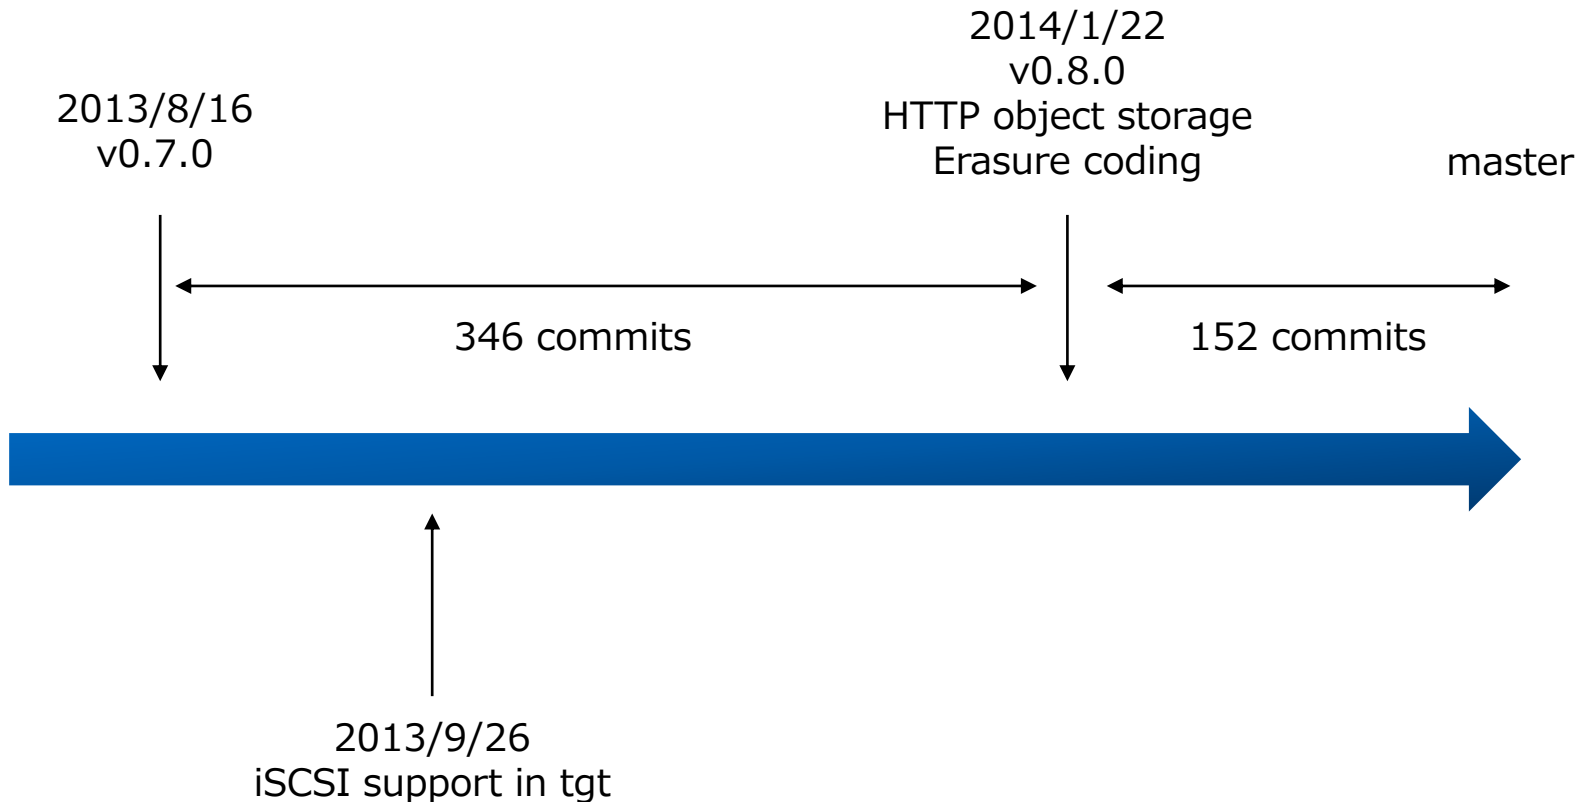 2014/1/22
v0.8.0
HTTP object storage
Erasure coding
2013/8/16
v0.7.0
master
346 commits
152 commits
2013/9/26
iSCSI support in tgt